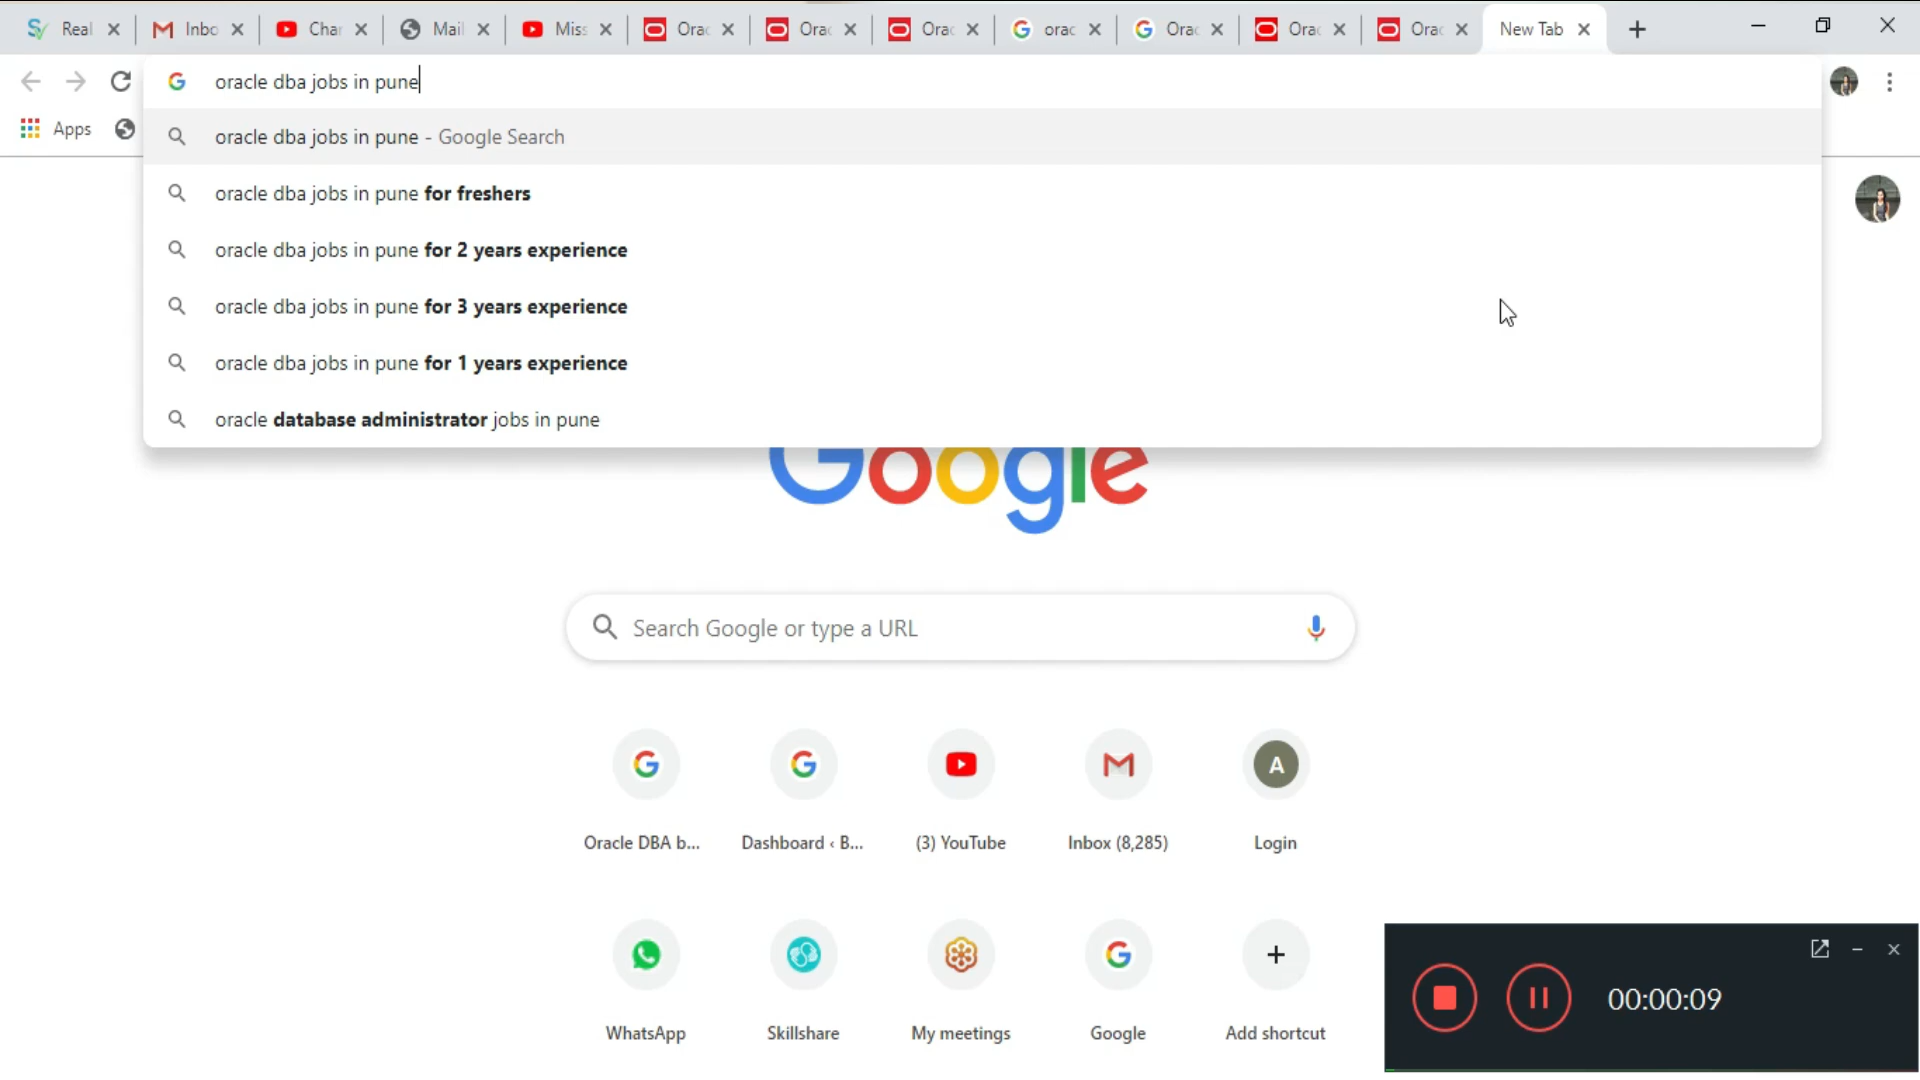 Real
Inbo
Char
Mail
Miss
Orac
Orac
Orac
orac
Orac
Orac
Orac
New Tab
oracle dba jobs in pune
Apps
oracle dba jobs in pune - Google Search
oracle dba jobs in pune for freshers
oracle dba jobs in pune for 2 years experience
oracle dba jobs in pune for 3 years experience
oracle dba jobs in pune for 1 years experience
oracle database administrator jobs in pune
Google
Search Google or type a URL
Oracle DBA b...
Dashboard ‹ B...
(3) YouTube
Inbox (8,285)
A
Login
WhatsApp
Skillshare
My meetings
Google
Add shortcut
00:00:09